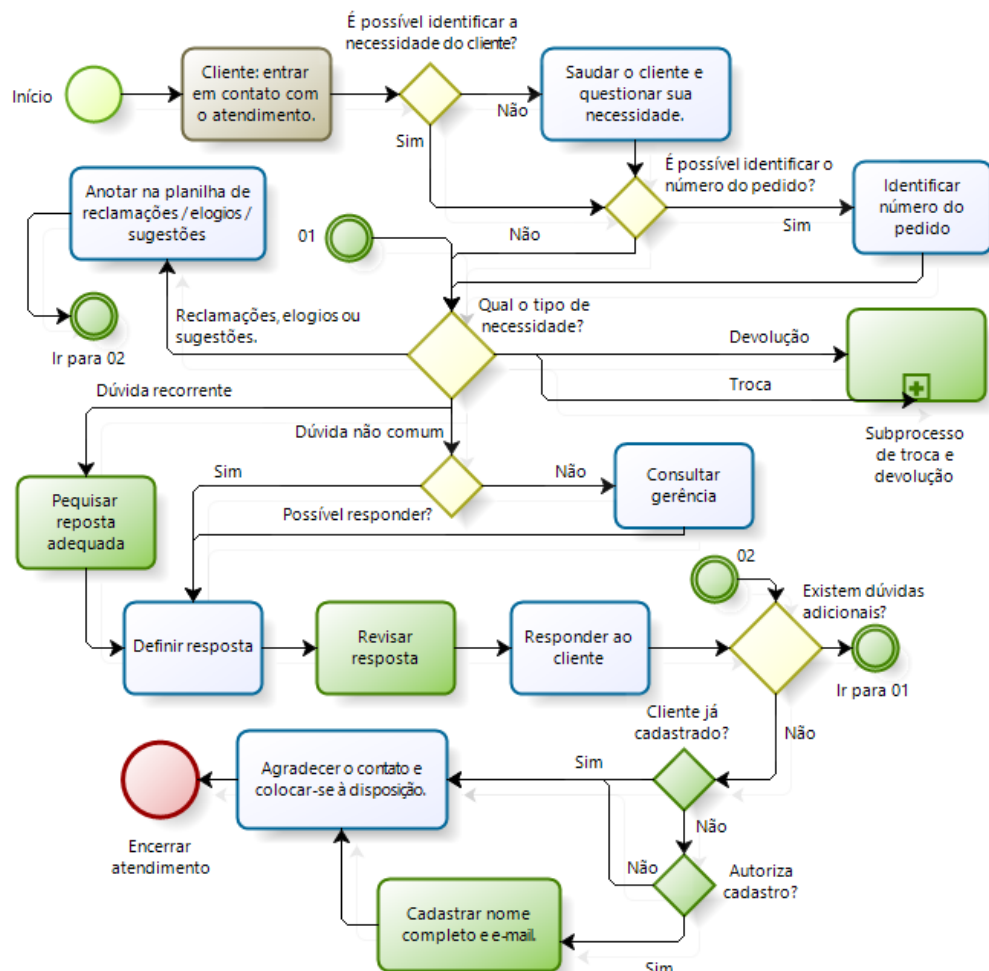 É possível identificar a
necessidade do cliente?
Início
Cliente: entrar
em contato com
o atendimento.
Não
Saudar o cliente e
questionar sua
necessidade.
Sim
É possível identificar o
número do pedido?
Anotar na planilha de
reclamações / elogios /
sugestões
Identificar
número do
pedido
01
Não
Sim
Qual o tipo de
necessidade?
Reclamações, elogios ou
sugestões.
Devolução
Ir para 02
Troca
Dúvida recorrente
Dúvida não comum
Subprocesso
de troca e
devolução
Sim
Não
Consultar
gerência
Pequisar
reposta
adequada
Possível responder?
02
Existem dúvidas
adicionais?
Definir resposta
Revisar
resposta
Responder ao
cliente
Ir para 01
Cliente já
cadastrado?
Não
Agradecer o contato e
colocar-se à disposição.
Sim
Não
Encerrar
atendimento
Não
Autoriza
cadastro?
Cadastrar nome
completo e e-mail.
Sim